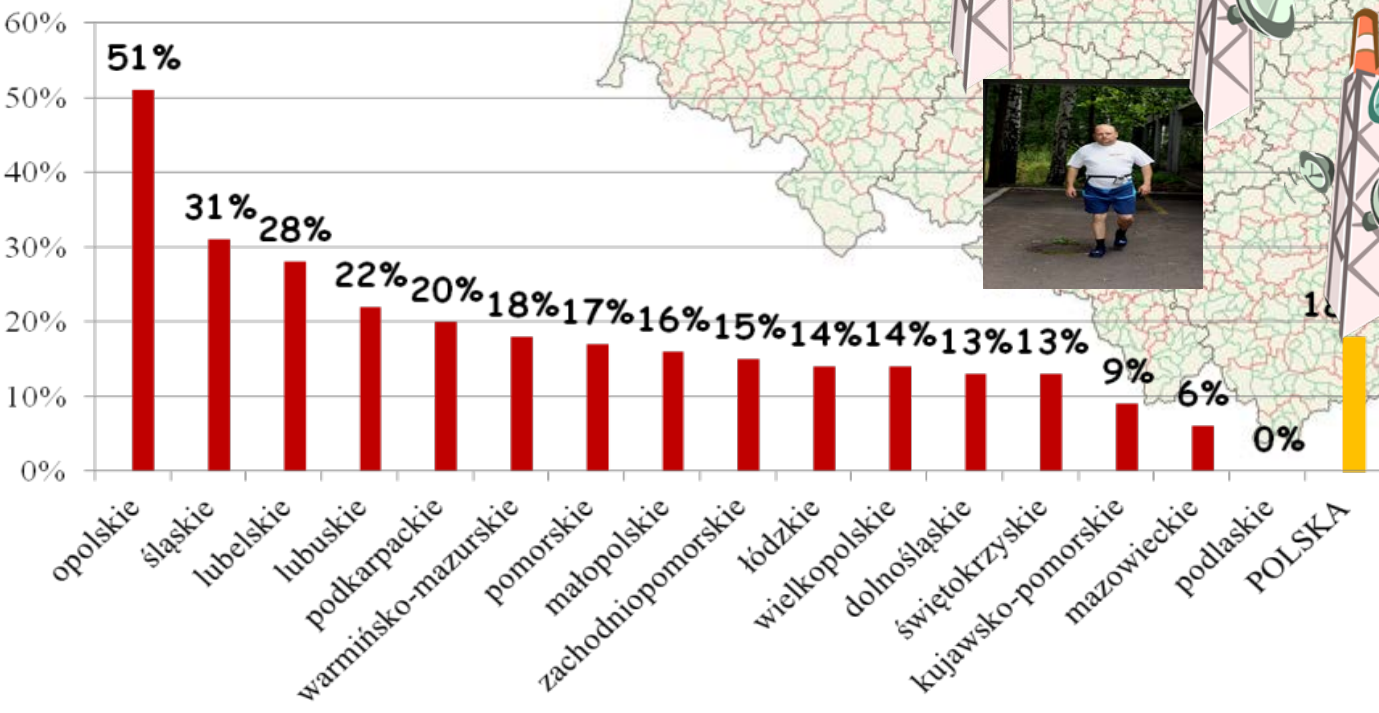 60%
51%
50%
40%
31%
28%
30%
22%
20%
18%
17%
16%
15%
14%
14%
13%
13%
20%
9%
6%
10%
0%
0%
opolskie
śląskie
lubelskie
lubuskie
podkarpackie
warmińsko-mazurskie
pomorskie
małopolskie
zachodniopomorskie
łódzkie
wielkopolskie
dolnośląskie
świętokrzyskie
kujawsko-pomorskie
mazowieckie
podlaskie
POLSKA